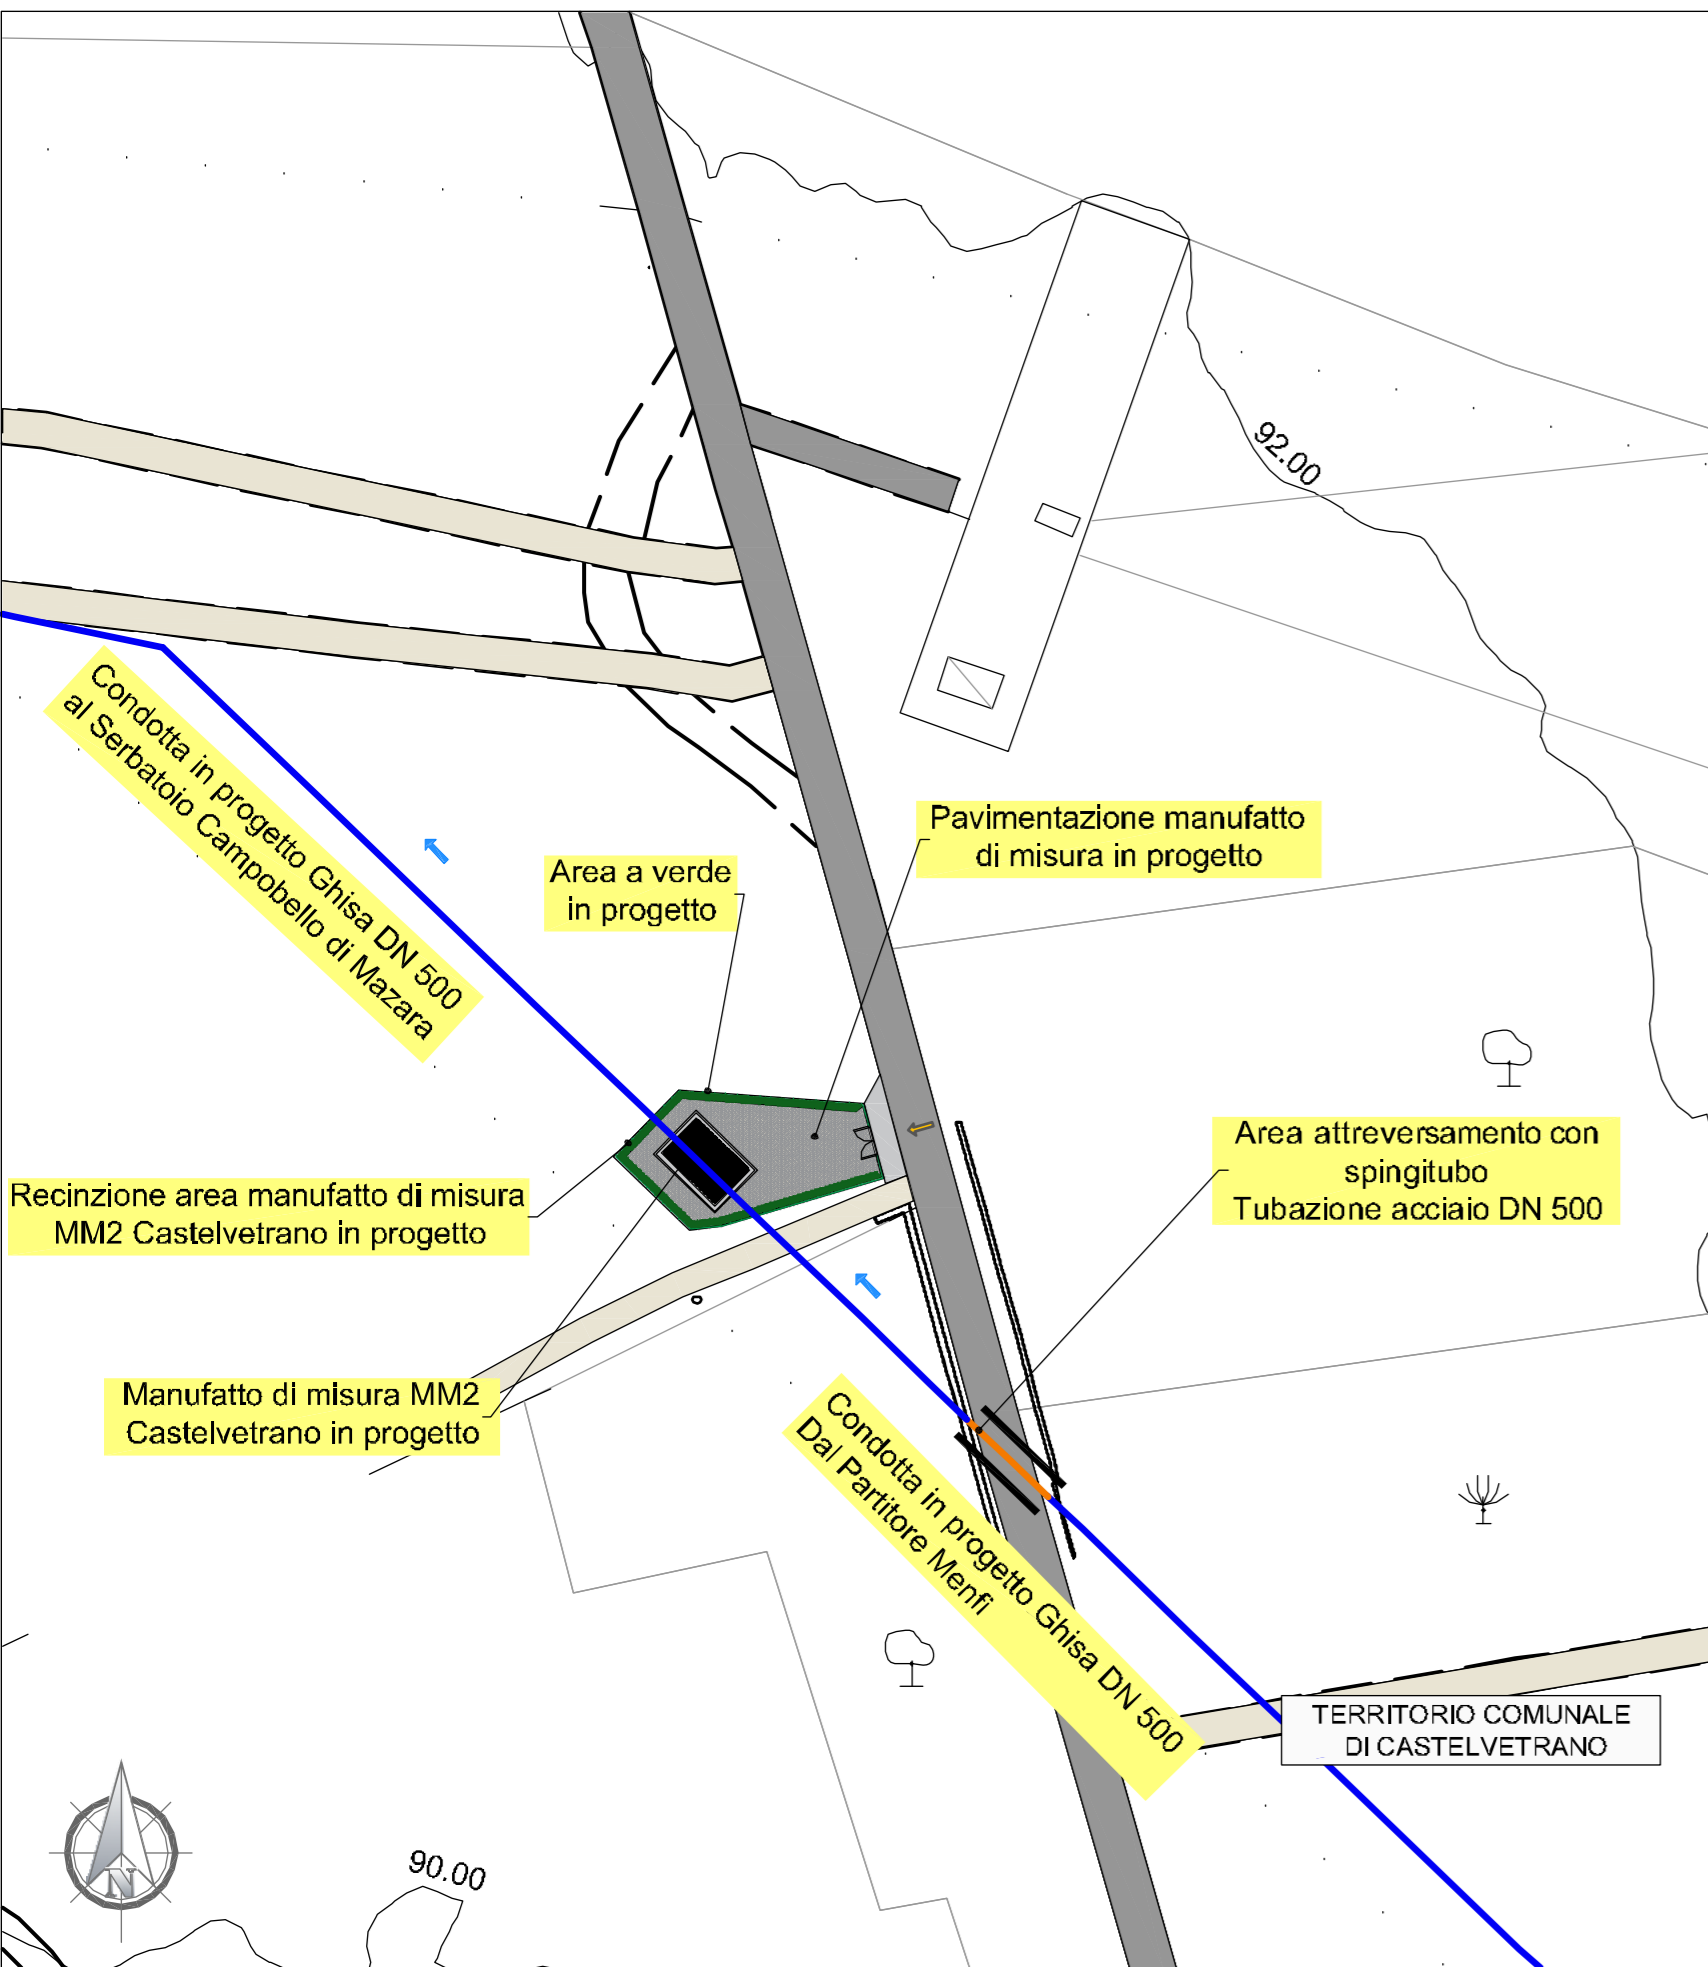 92.00
Condotta in progetto Ghisa DN 500
al Serbatoio Campobello di Mazara
Pavimentazione manufatto
di misura in progetto
Area a verde
in progetto
Area attreversamento con
spingitubo
Tubazione acciaio DN 500
Recinzione area manufatto di misura
MM2 Castelvetrano in progetto
Manufatto di misura MM2
Castelvetrano in progetto
Condotta in progetto Ghisa DN 500
Dal Partitore Menfi
TERRITORIO COMUNALE
DI CASTELVETRANO
N
90.00